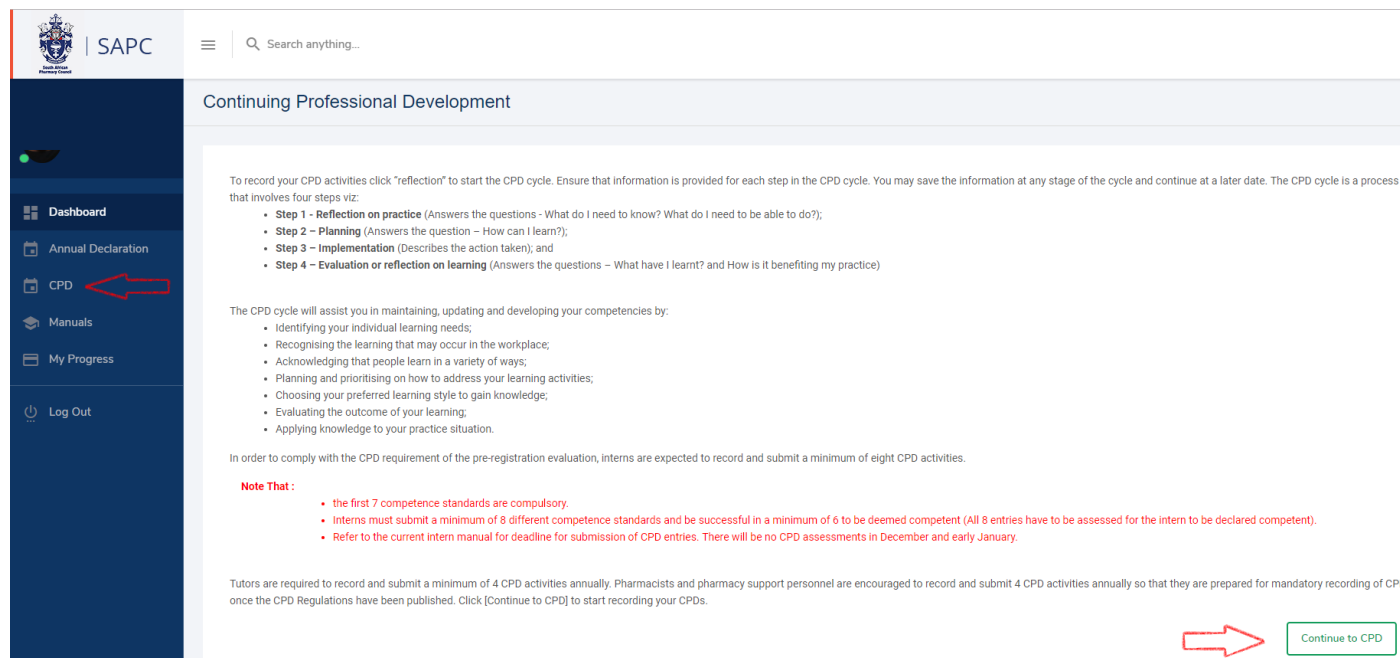 South African
Pharmacy Council
| SAPC
Search anything...
Continuing Professional Development
Dashboard
Annual Declaration
CPD
Manuals
My Progress
Log Out
To record your CPD activities click "reflection" to start the CPD cycle. Ensure that information is provided for each step in the CPD cycle. You may save the information at any stage of the cycle and continue at a later date. The CPD cycle is a process
that involves four steps viz:
• Step 1 - Reflection on practice (Answers the questions - What do I need to know? What do I need to be able to do?);
• Step 2 – Planning (Answers the question – How can I learn?);
• Step 3 – Implementation (Describes the action taken); and
• Step 4 – Evaluation or reflection on learning (Answers the questions – What have I learnt? and How is it benefiting my practice)
The CPD cycle will assist you in maintaining, updating and developing your competencies by:
• Identifying your individual learning needs;
• Recognising the learning that may occur in the workplace;
• Acknowledging that people learn in a variety of ways;
• Planning and prioritising on how to address your learning activities;
• Choosing your preferred learning style to gain knowledge;
• Evaluating the outcome of your learning;
• Applying knowledge to your practice situation.
In order to comply with the CPD requirement of the pre-registration evaluation, interns are expected to record and submit a minimum of eight CPD activities.
Note That :
• the first 7 competence standards are compulsory.
• Interns must submit a minimum of 8 different competence standards and be successful in a minimum of 6 to be deemed competent (All 8 entries have to be assessed for the intern to be declared competent).
• Refer to the current intern manual for deadline for submission of CPD entries. There will be no CPD assessments in December and early January.
Tutors are required to record and submit a minimum of 4 CPD activities annually. Pharmacists and pharmacy support personnel are encouraged to record and submit 4 CPD activities annually so that they are prepared for mandatory recording of CP
once the CPD Regulations have been published. Click [Continue to CPD] to start recording your CPDs.
Continue to CPD